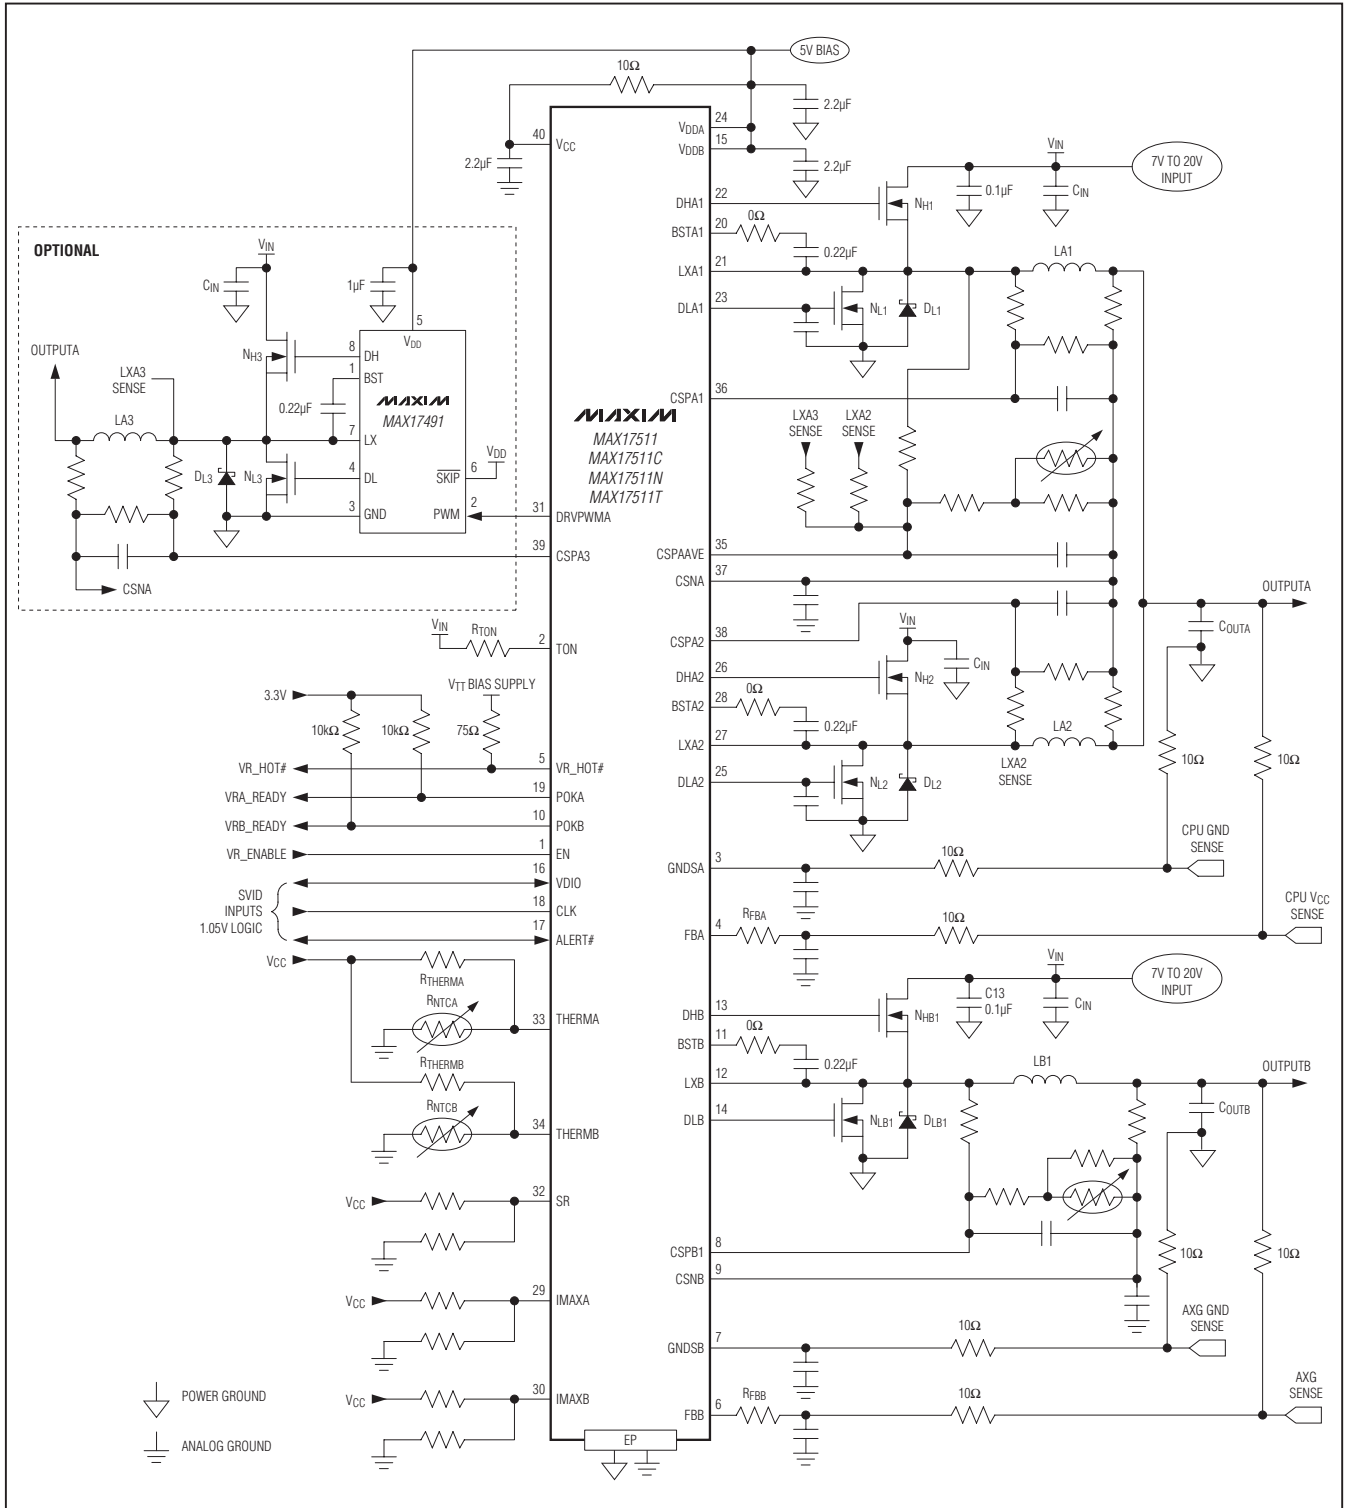 5V BIAS
10Ω
2.2µF
24
VDDA
15
VDDB
40
VCC
2.2µF
2.2µF
VIN
7V TO 20V
INPUT
0.1µF
CIN
22
DHA1
NH1
0Ω
20
BSTA1
0.22µF
21
LXA1
LA1
23
DLA1
NL1
DL1
OPTIONAL
VIN
CIN
1µF
5
VDD
OUTPUTA
NH3
8
DH
1
BST
LXA3
SENSE
0.22µF
MAXIM
MAX17491
LA3
7
LX
VDD
DL3
NL3
4
DL
6
SKIP
3
GND
2
PWM
31
DRVPWMA
39
CSPA3
CSNA
MAXIM
MAX17511
MAX17511C
MAX17511N
MAX17511T
36
CSPA1
LXA3
SENSE
LXA2
SENSE
35
CSPAAVE
37
CSNA
OUTPUTA
COUTA
38
CSPA2
VIN
CIN
26
DHA2
NH2
0Ω
28
BSTA2
0.22µF
27
LXA2
LA2
LXA2
SENSE
25
DLA2
NL2
DL2
10Ω
10Ω
VIN
RTON
2
TON
VTT BIAS SUPPLY
3.3V
10kΩ
10kΩ
75Ω
VR_HOT#
5
VR_HOT#
VRA_READY
19
POKA
VRB_READY
10
POKB
VR_ENABLE
1
EN
SVID
INPUTS
1.05V LOGIC
16
VDIO
18
CLK
17
ALERT#
CPU GND
SENSE
3
GNDSA
10Ω
CPU VCC
SENSE
4
FBA
RFBA
10Ω
VCC
RTHERMA
RNTCA
33
THERMA
RTHERMB
RNTCB
34
THERMB
VIN
7V TO 20V
INPUT
C13
0.1µF
CIN
13
DHB
NHB1
0Ω
11
BSTB
0.22µF
12
LXB
LB1
OUTPUTB
14
DLB
NLB1
DLB1
COUTB
VCC
32
SR
8
CSPB1
9
CSNB
10Ω
10Ω
VCC
29
IMAXA
AXG GND
SENSE
7
GNDSB
10Ω
VCC
30
IMAXB
6
FBB
RFBB
10Ω
AXG
SENSE
EP
POWER GROUND
ANALOG GROUND